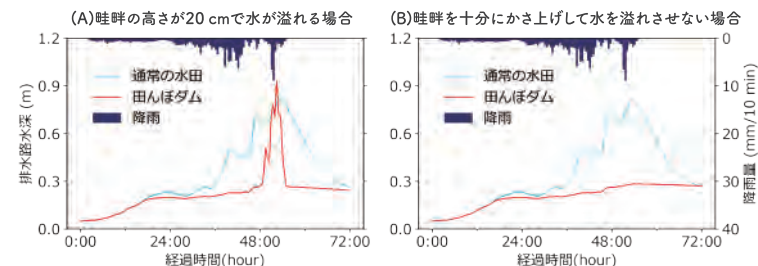 (A)畦畔の高さが20 cmで水が溢れる場合
(B)畦畔を十分にかさ上げして水を溢れさせない場合
1.2
0.9
0.6
0.3
0.0
排水路水深 (m)
通常の水田
田んぼダム
降雨
0:00 24:00 48:00 72:00
経過時間(hour)
通常の水田
田んぼダム
降雨
1.2
0.9
0.6
0.3
0.0
0:00 24:00 48:00 72:00
経過時間(hour)
0
10
20
30
40
降雨量 (mm/10 min)